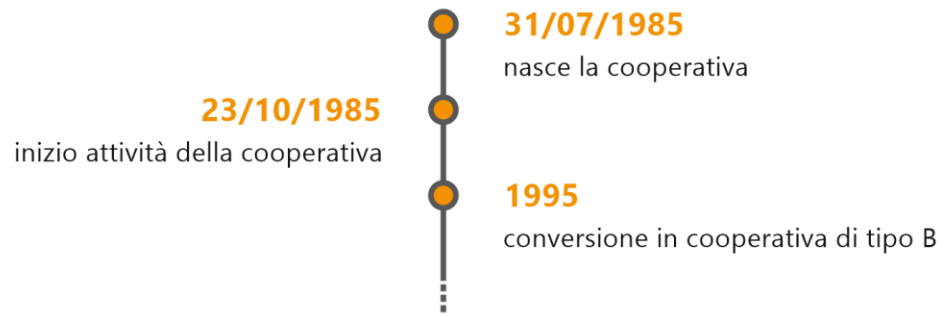 31/07/1985
nasce la cooperativa
23/10/1985
inizio attività della cooperativa
1995
conversione in cooperativa di tipo B